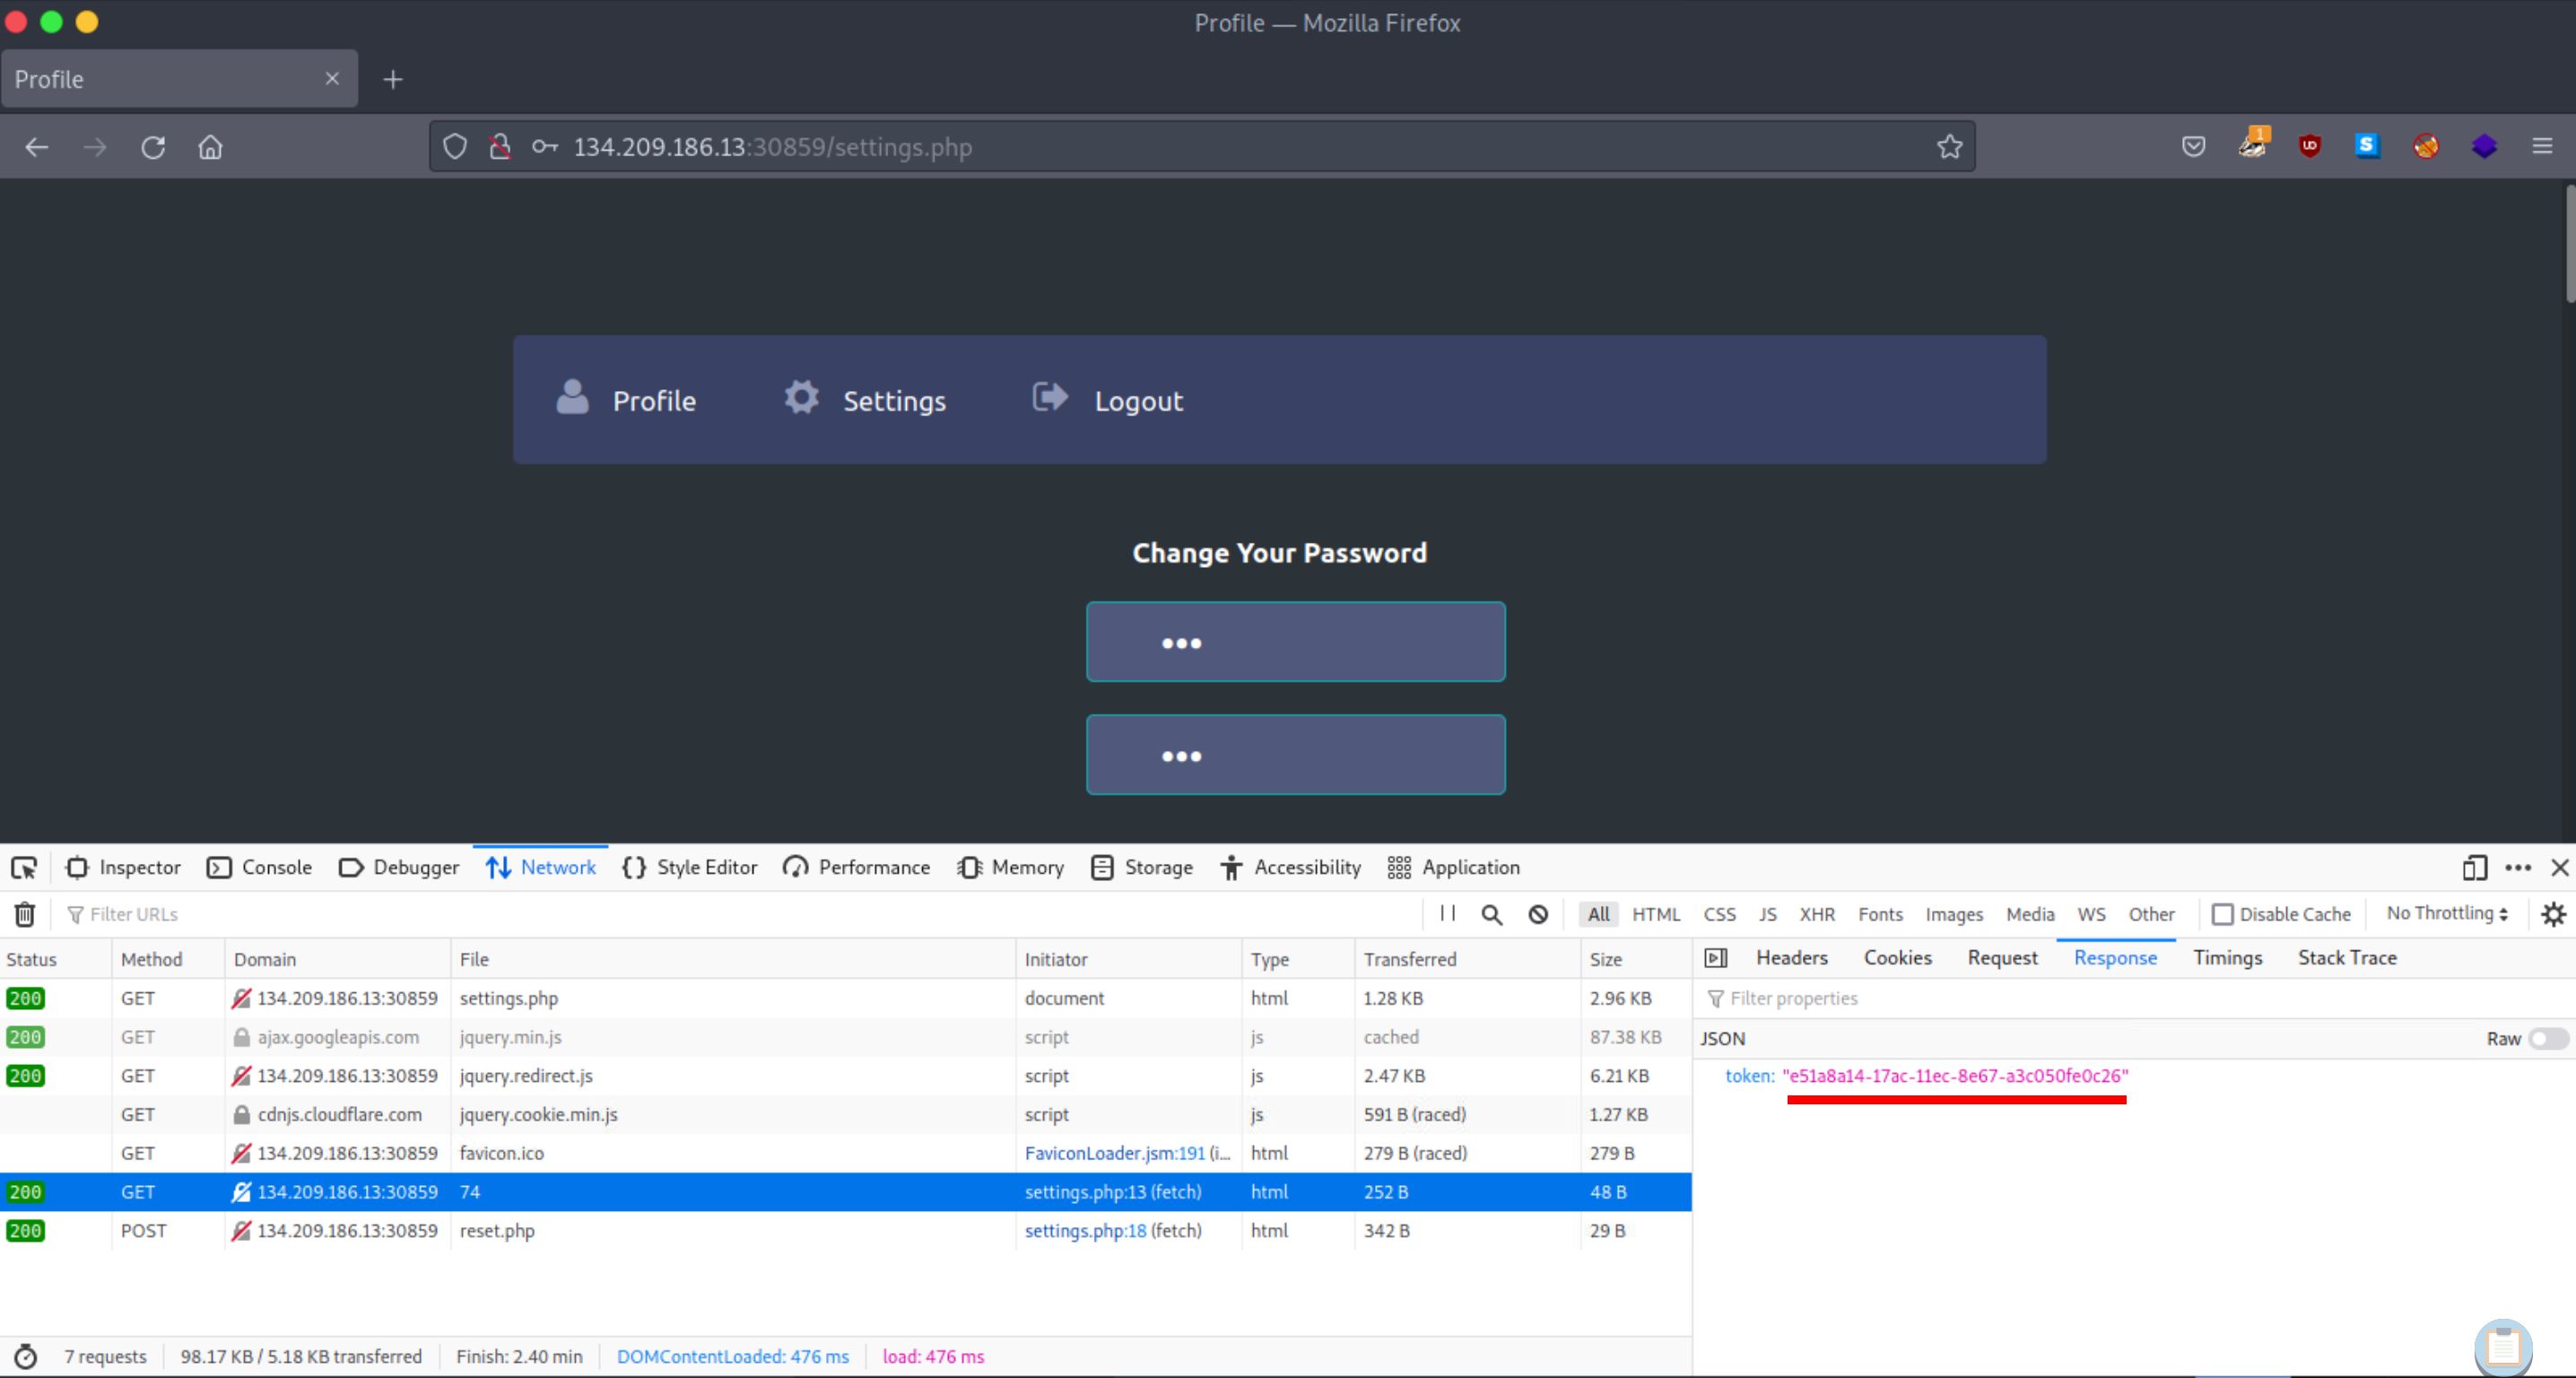 Profile — Mozilla Firefox
Profile
134.209.186.13:30859/settings.php
1
Profile Settings Logout
Change Your Password
Inspector Console Debugger Network Style Editor Performance Memory Storage Accessibility Application
Filter URLs All HTML CSS JS XHR Fonts Images Media WS Other Disable Cache No Throttling
Status Method Domain File Initiator Type Transferred Size
200 GET 134.209.186.13:30859 settings.php document html 1.28 KB 2.96 KB
200 GET ajax.googleapis.com jquery.min.js script js cached 87.38 KB
200 GET 134.209.186.13:30859 jquery.redirect.js script js 2.47 KB 6.21 KB
GET cdnjs.cloudflare.com jquery.cookie.min.js script js 591 B (raced) 1.27 KB
GET 134.209.186.13:30859 favicon.ico FaviconLoader.jsm:191 (i... html 279 B (raced) 279 B
200 GET 134.209.186.13:30859 74 settings.php:13 (fetch) html 252 B 48 B
200 POST 134.209.186.13:30859 reset.php settings.php:18 (fetch) html 342 B 29 B
7 requests 98.17 KB / 5.18 KB transferred Finish: 2.40 min DOMContentLoaded: 476 ms load: 476 ms
Headers Cookies Request Response Timings Stack Trace
Filter properties
JSON Raw
token: "e51a8a14-17ac-11ec-8e67-a3c050fe0c26"